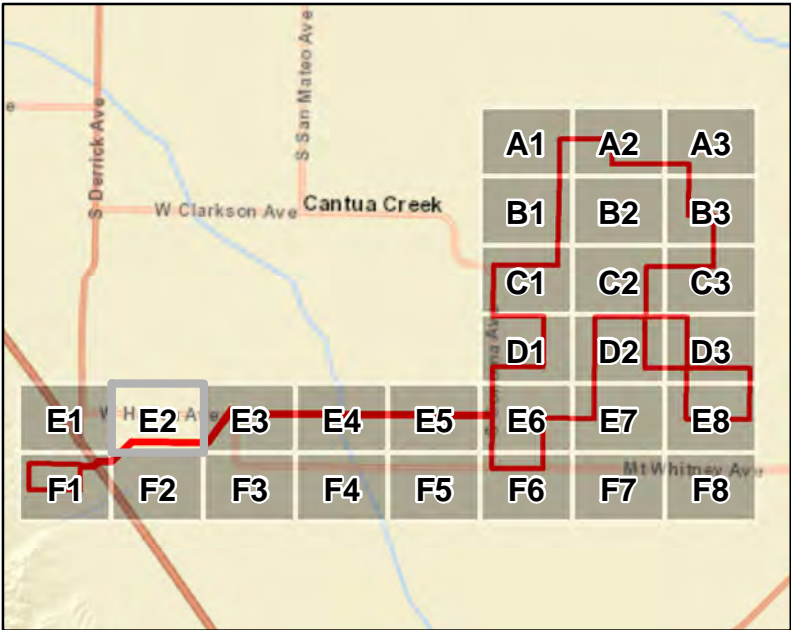 S San Mateo Ave
e
S Derrick Ave
A1 A2 A3
W Clarkson Ave Cantua Creek
B1 B2 B3
C1 C2 C3
D1 D2 D3
E1 E2 E3 E4 E5 E6 E7 E8
Mt Whitney Ave
F1 F2 F3 F4 F5 F6 F7 F8